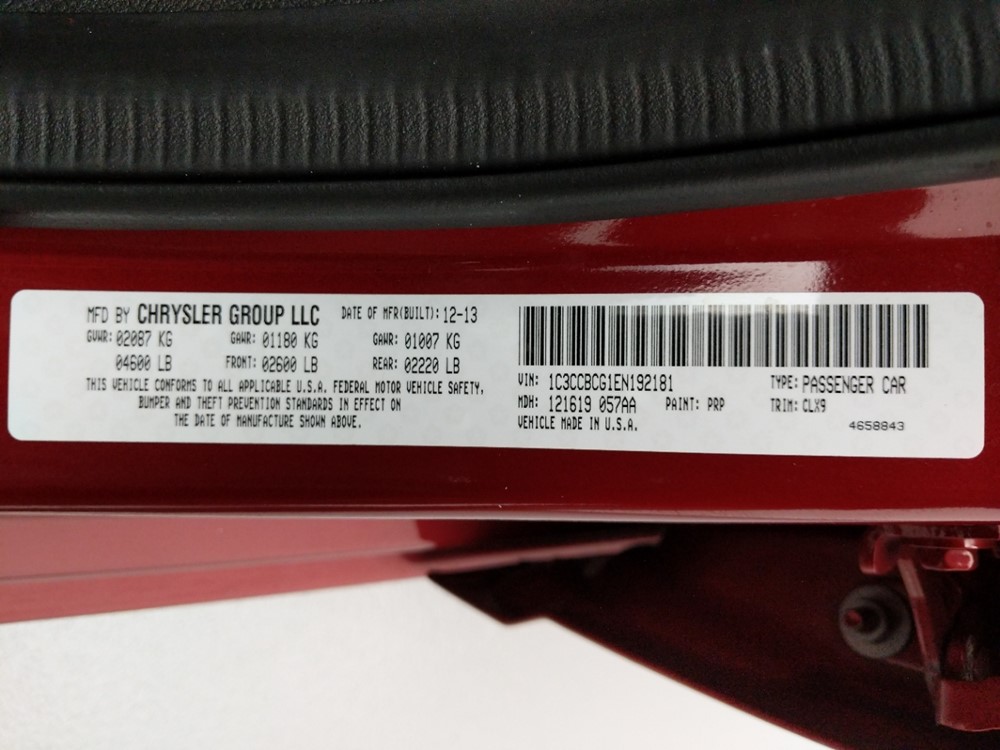 MFD BY CHRYSLER GROUP LLC DATE OF MFR(BUILT): 12-13
GVWR: 02087 KG GAWR: 01180 KG GAWR: 01007 KG
04600 LB FRONT: 02600 LB REAR: 02220 LB
THIS VEHICLE CONFORMS TO ALL APPLICABLE U.S.A. FEDERAL MOTOR VEHICLE SAFETY,
BUMPER AND THEFT PREVENTION STANDARDS IN EFFECT ON
THE DATE OF MANUFACTURE SHOWN ABOVE.
VIN: 1C3CCBCG1EN192181 TYPE: PASSENGER CAR
MDH: 121619 057AA PAINT: PRP TRIM: CLX9
VEHICLE MADE IN U.S.A.
4658843